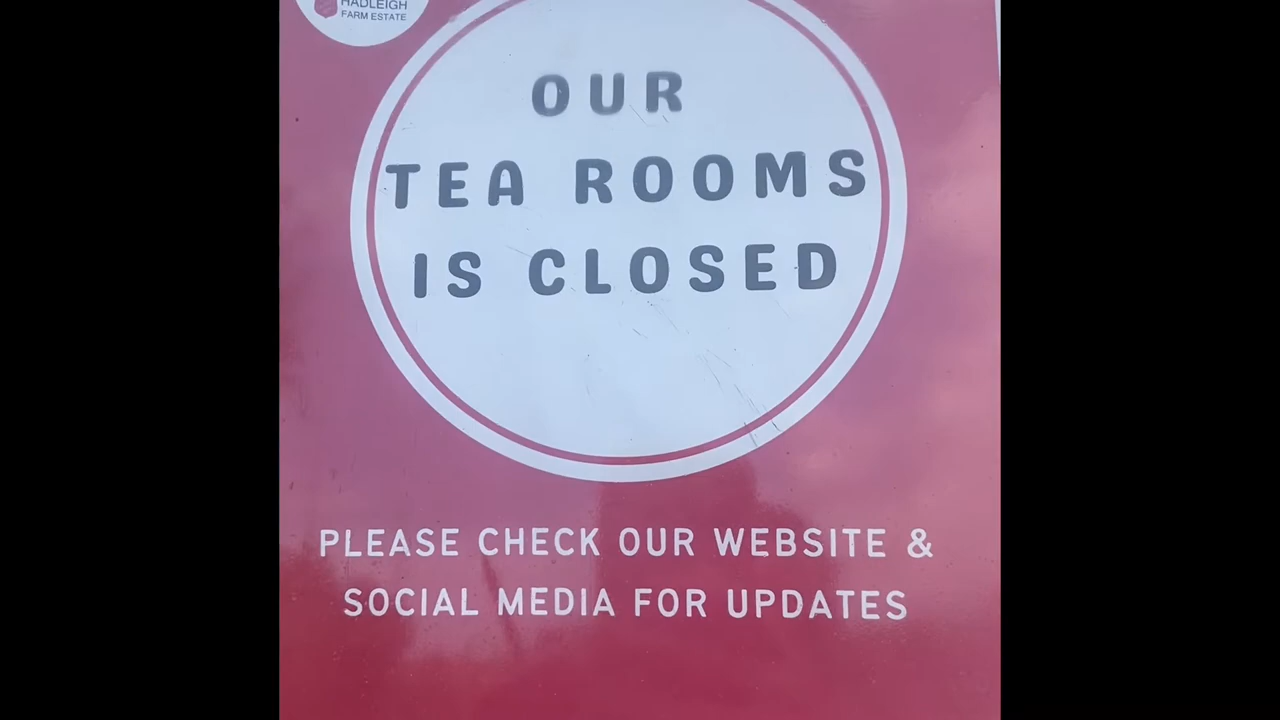 HADLEIGH
FARM ESTATE
OUR
TEA ROOMS
IS CLOSED
PLEASE CHECK OUR WEBSITE &
SOCIAL MEDIA FOR UPDATES